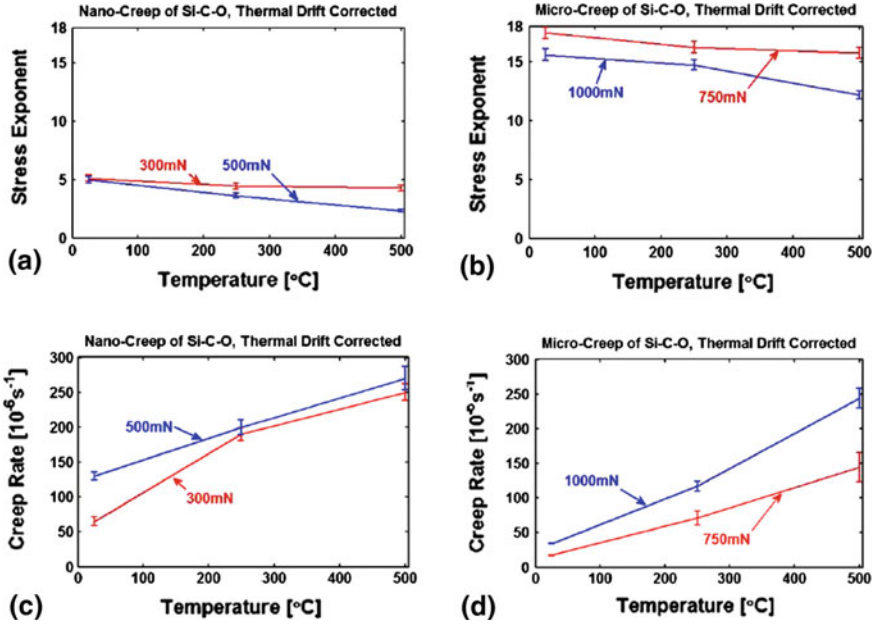 Nano-Creep of Si-C-O, Thermal Drift Corrected
18
15
10
5
0
Stress Exponent
300mN
500mN
0
100
200
300
400
500
Temperature [°C]
(a)
Micro-Creep of Si-C-O, Thermal Drift Corrected
18
15
10
5
0
Stress Exponent
1000mN
750mN
0
100
200
300
400
500
Temperature [°C]
(b)
Nano-Creep of Si-C-O, Thermal Drift Corrected
300
250
200
150
100
50
0
Creep Rate [10⁻⁶s⁻¹]
500mN
300mN
0
100
200
300
400
500
Temperature [°C]
(c)
Micro-Creep of Si-C-O, Thermal Drift Corrected
300
250
200
150
100
50
0
Creep Rate [10⁻⁶s⁻¹]
1000mN
750mN
0
100
200
300
400
500
Temperature [°C]
(d)